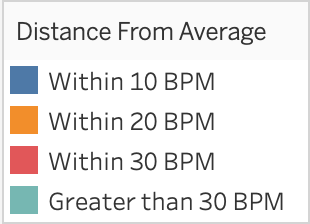 Distance From Average
Within 10 BPM
Within 20 BPM
Within 30 BPM
Greater than 30 BPM